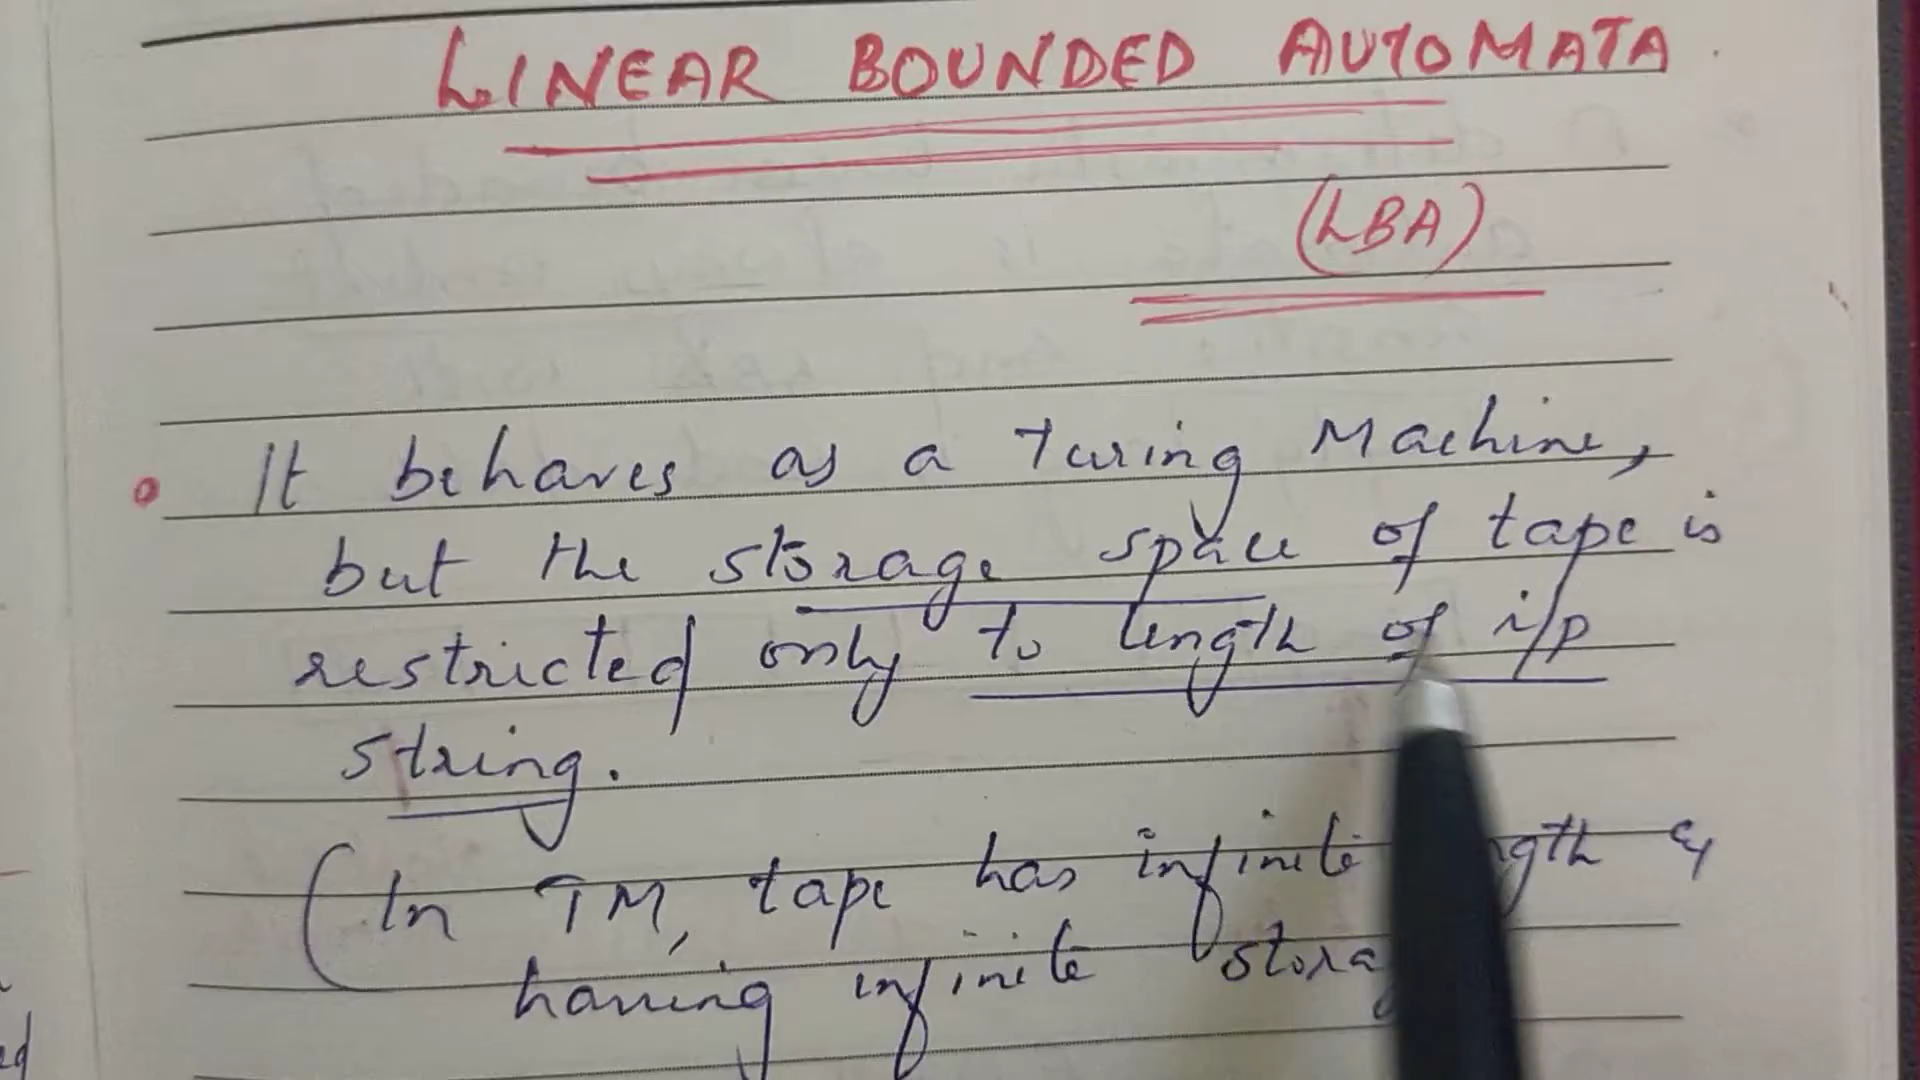 LINEAR BOUNDED AUTOMATA
(LBA)
It behaves as a Turing Machine,
but the storage space of tape is
restricted only to length of i/p
string.
(In TM, tape has infinite &
having infinite